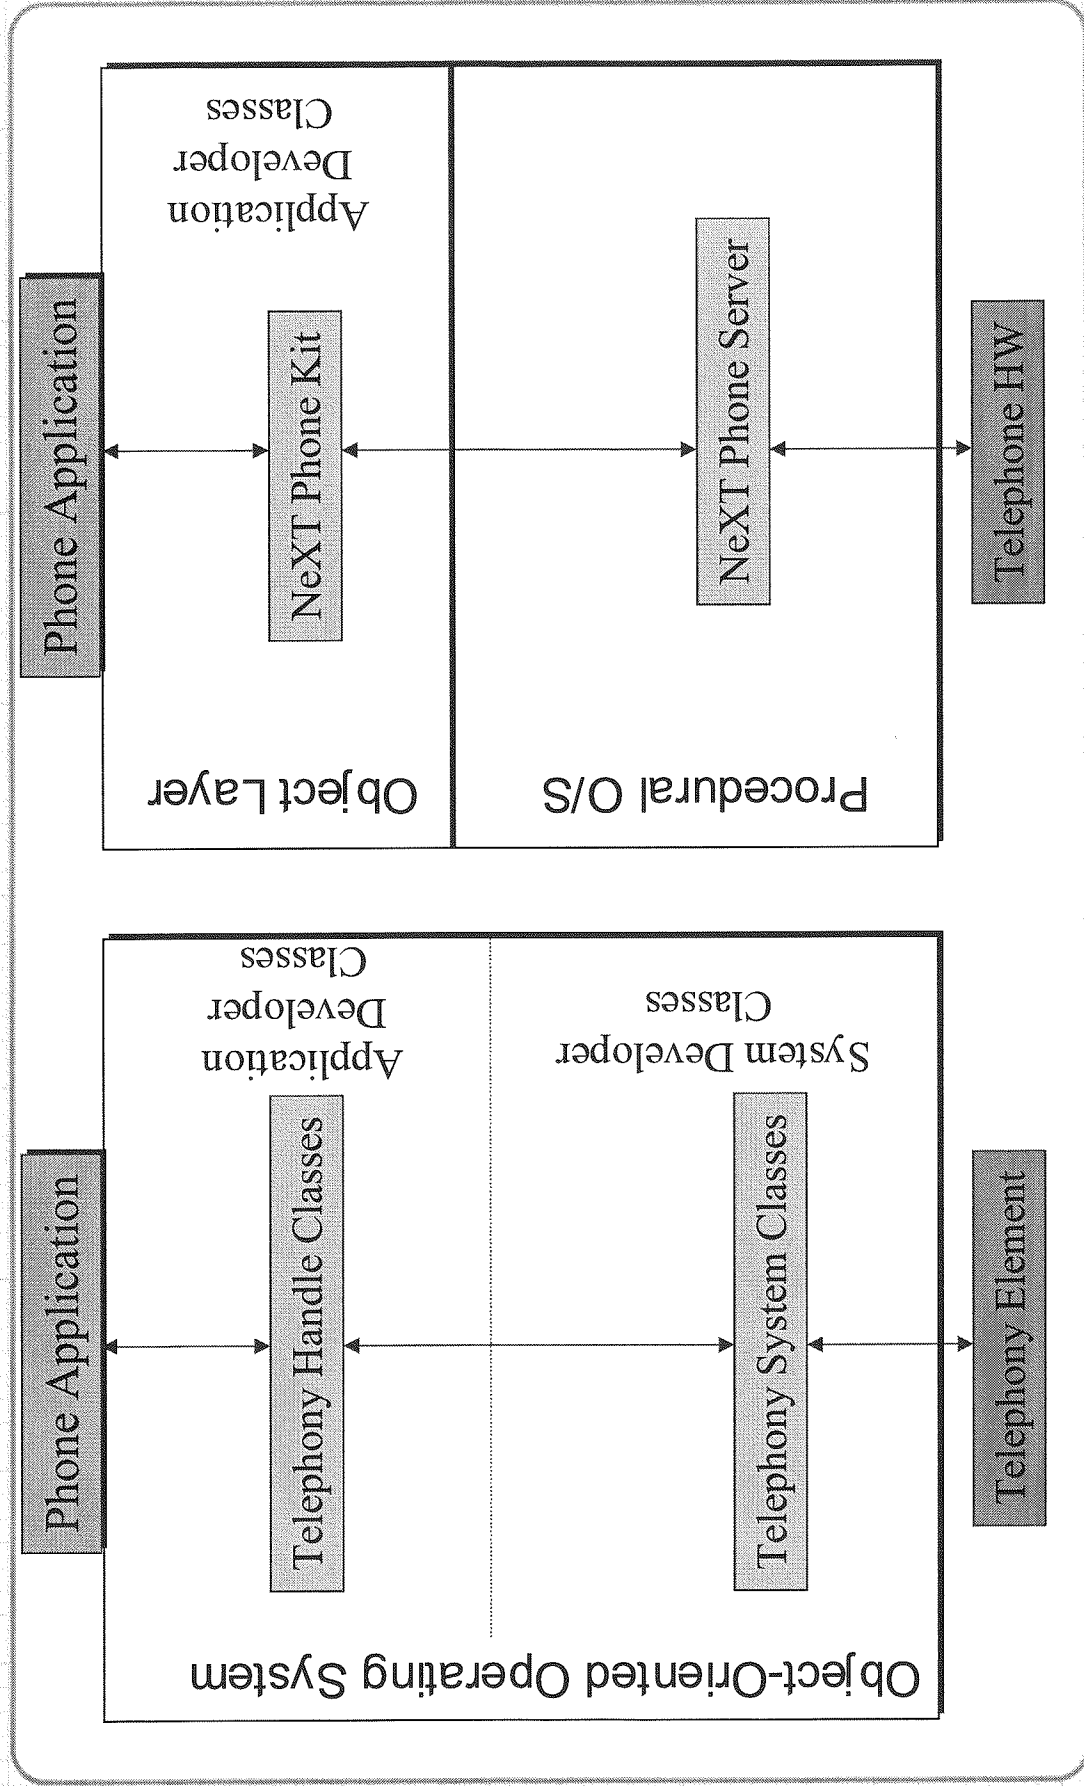 Phone Application
Object-Oriented Operating System
Telephony Handle Classes
Application
Developer
Classes
Telephony System Classes
System Developer
Classes
Telephony Element
Phone Application
Object Layer
NeXT Phone Kit
Application
Developer
Classes
Procedural O/S
NeXT Phone Server
Telephone HW